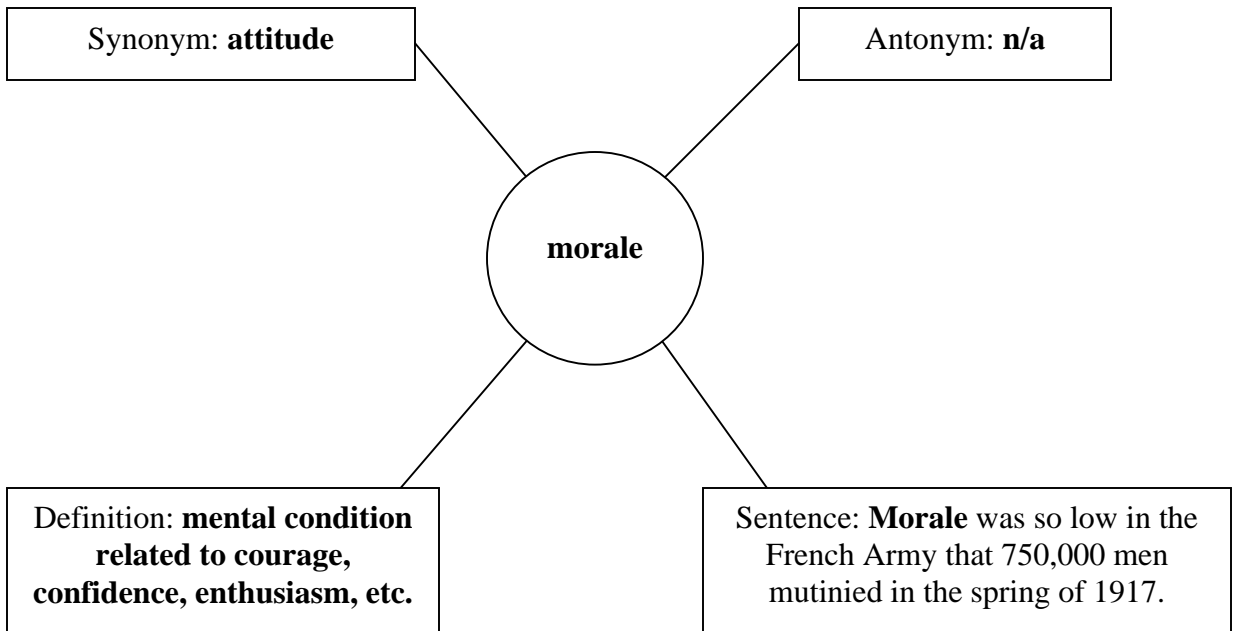 Synonym: attitude
Antonym: n/a
morale
Definition: mental condition
related to courage,
confidence, enthusiasm, etc.
Sentence: Morale was so low in the
French Army that 750,000 men
mutinied in the spring of 1917.